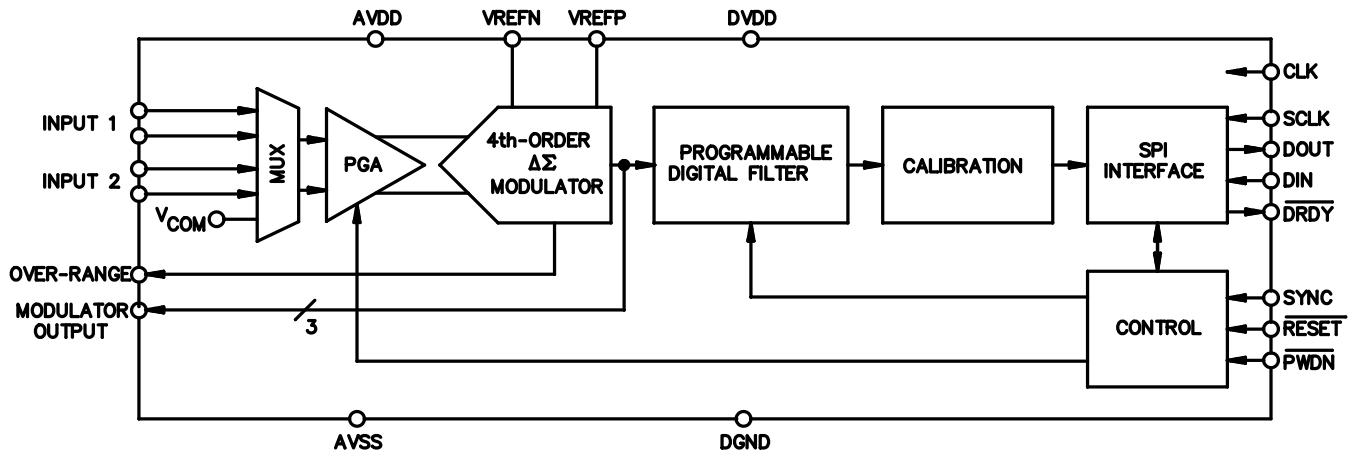 AVDD
VREFN
VREFP
DVDD
CLK
INPUT 1
INPUT 2
VCOM
MUX
PGA
4th-ORDER
ΔΣ
MODULATOR
PROGRAMMABLE
DIGITAL FILTER
CALIBRATION
SPI
INTERFACE
SCLK
DOUT
DIN
DRDY
OVER-RANGE
MODULATOR
OUTPUT
3
CONTROL
SYNC
RESET
PWDN
AVSS
DGND